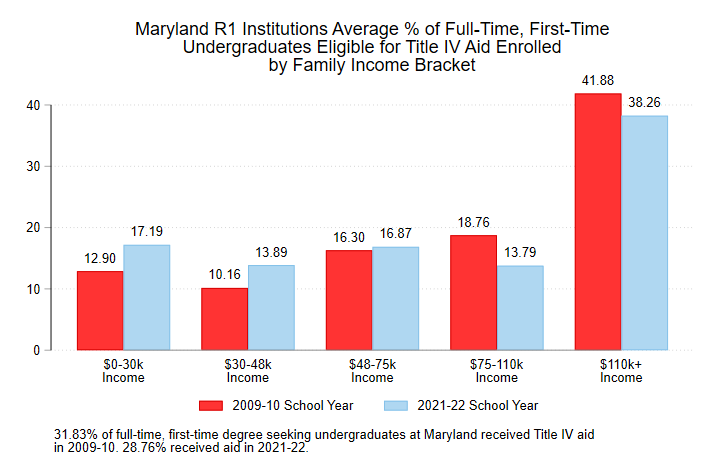 Maryland R1 Institutions Average % of Full-Time, First-Time
Undergraduates Eligible for Title IV Aid Enrolled
by Family Income Bracket
40
30
20
10
0
12.90
17.19
10.16
13.89
16.30
16.87
18.76
13.79
41.88
38.26
$0-30k
Income
$30-48k
Income
$48-75k
Income
$75-110k
Income
$110k+
Income
2009-10 School Year
2021-22 School Year
31.83% of full-time, first-time degree seeking undergraduates at Maryland received Title IV aid
in 2009-10. 28.76% received aid in 2021-22.